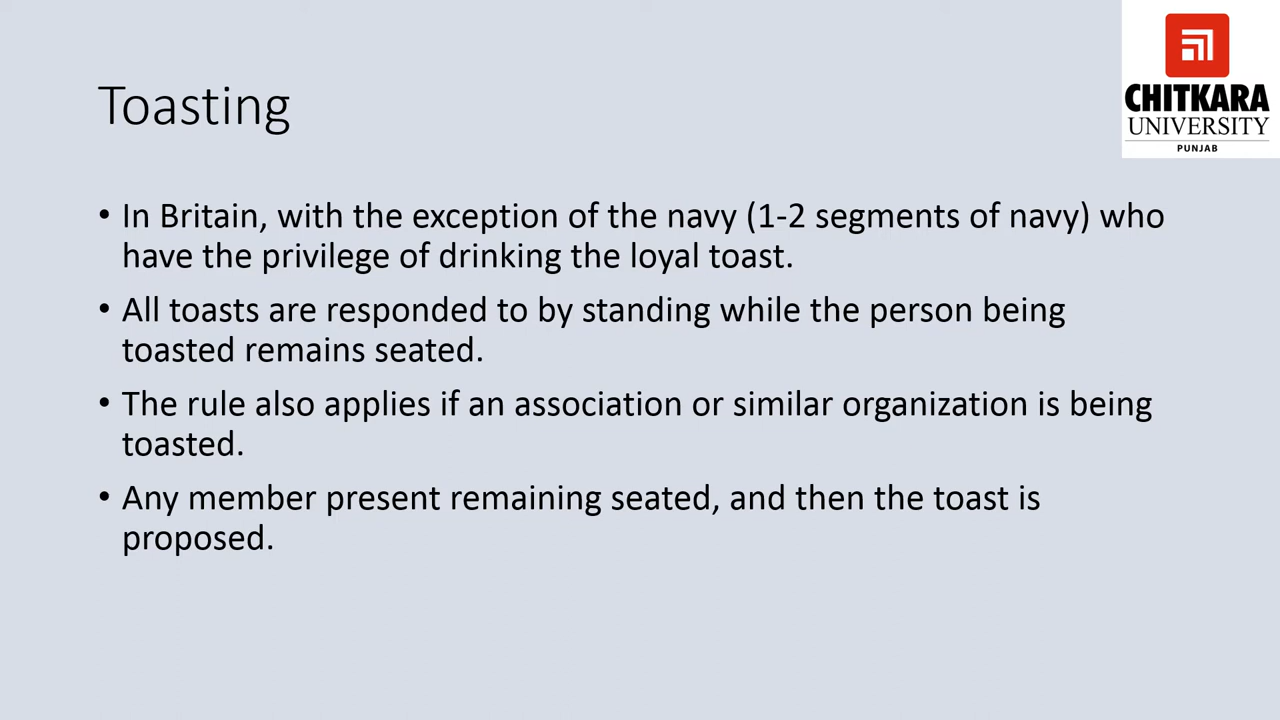 CHITKARA
UNIVERSITY
PUNJAB
Toasting
• In Britain, with the exception of the navy (1-2 segments of navy) who
have the privilege of drinking the loyal toast.
• All toasts are responded to by standing while the person being
toasted remains seated.
• The rule also applies if an association or similar organization is being
toasted.
• Any member present remaining seated, and then the toast is
proposed.